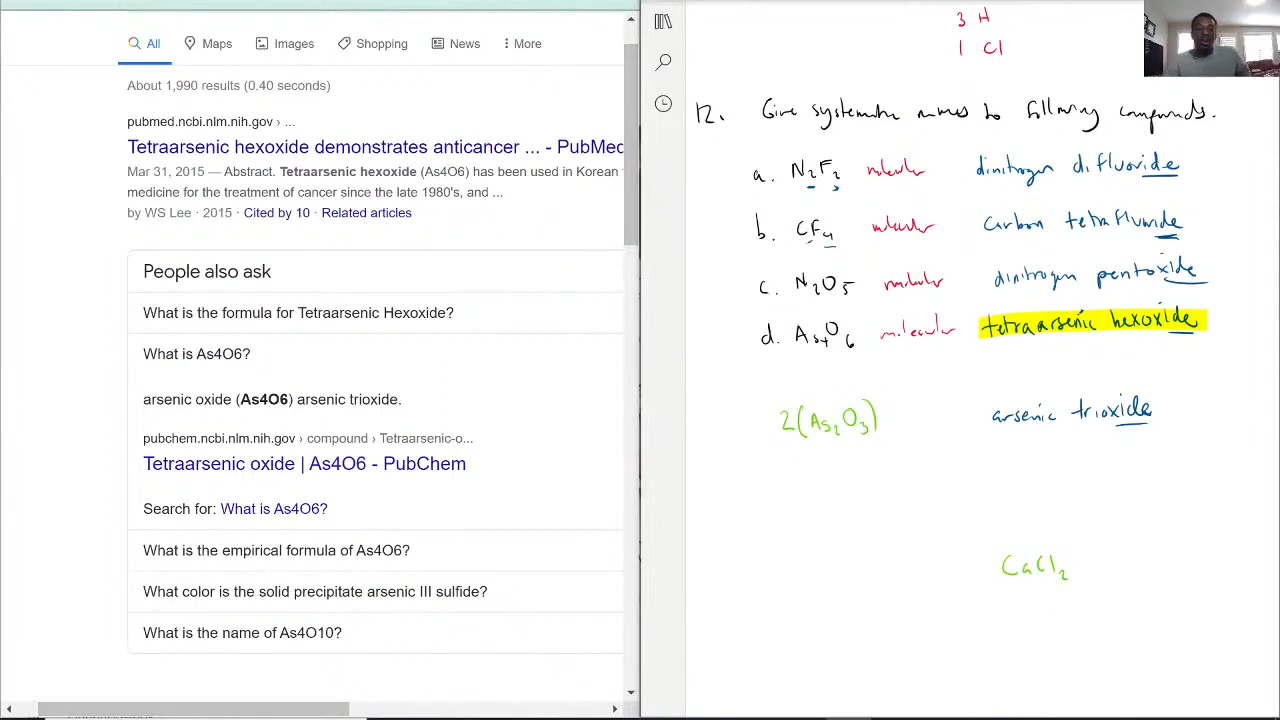 All
Maps
Images
Shopping
News
More
About 1,990 results (0.40 seconds)
pubmed.ncbi.nlm.nih.gov › ...
Tetraarsenic hexoxide demonstrates anticancer ... - PubMed
Mar 31, 2015 — Abstract. Tetraarsenic hexoxide (As4O6) has been used in Korean
medicine for the treatment of cancer since the late 1980's, and ...
by WS Lee · 2015 · Cited by 10 · Related articles
People also ask
What is the formula for Tetraarsenic Hexoxide?
What is As4O6?
arsenic oxide (As4O6) arsenic trioxide.
pubchem.ncbi.nlm.nih.gov › compound › Tetraarsenic-o...
Tetraarsenic oxide | As4O6 - PubChem
Search for: What is As4O6?
What is the empirical formula of As4O6?
What color is the solid precipitate arsenic III sulfide?
What is the name of As4O10?
3 H
1 Cl
12. Give systematic names to following compounds.
a. N2F2 molecular dinitrogen difluoride
b. CF4 molecular carbon tetrafluoride
c. N2O5 molecular dinitrogen pentoxide
d. As4O6 molecular tetraarsenic hexoxide
2(As2O3) arsenic trioxide
CaCl2